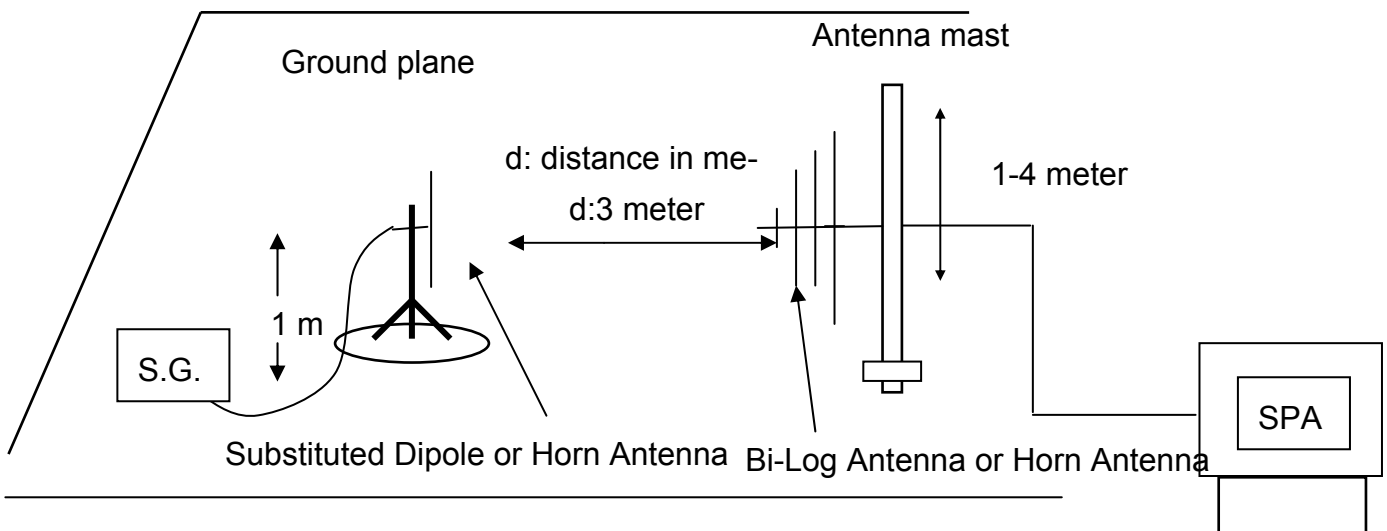 Antenna mast
Ground plane
d: distance in me-
d:3 meter
1-4 meter
1 m
S.G.
SPA
Substituted Dipole or Horn Antenna
Bi-Log Antenna or Horn Antenna